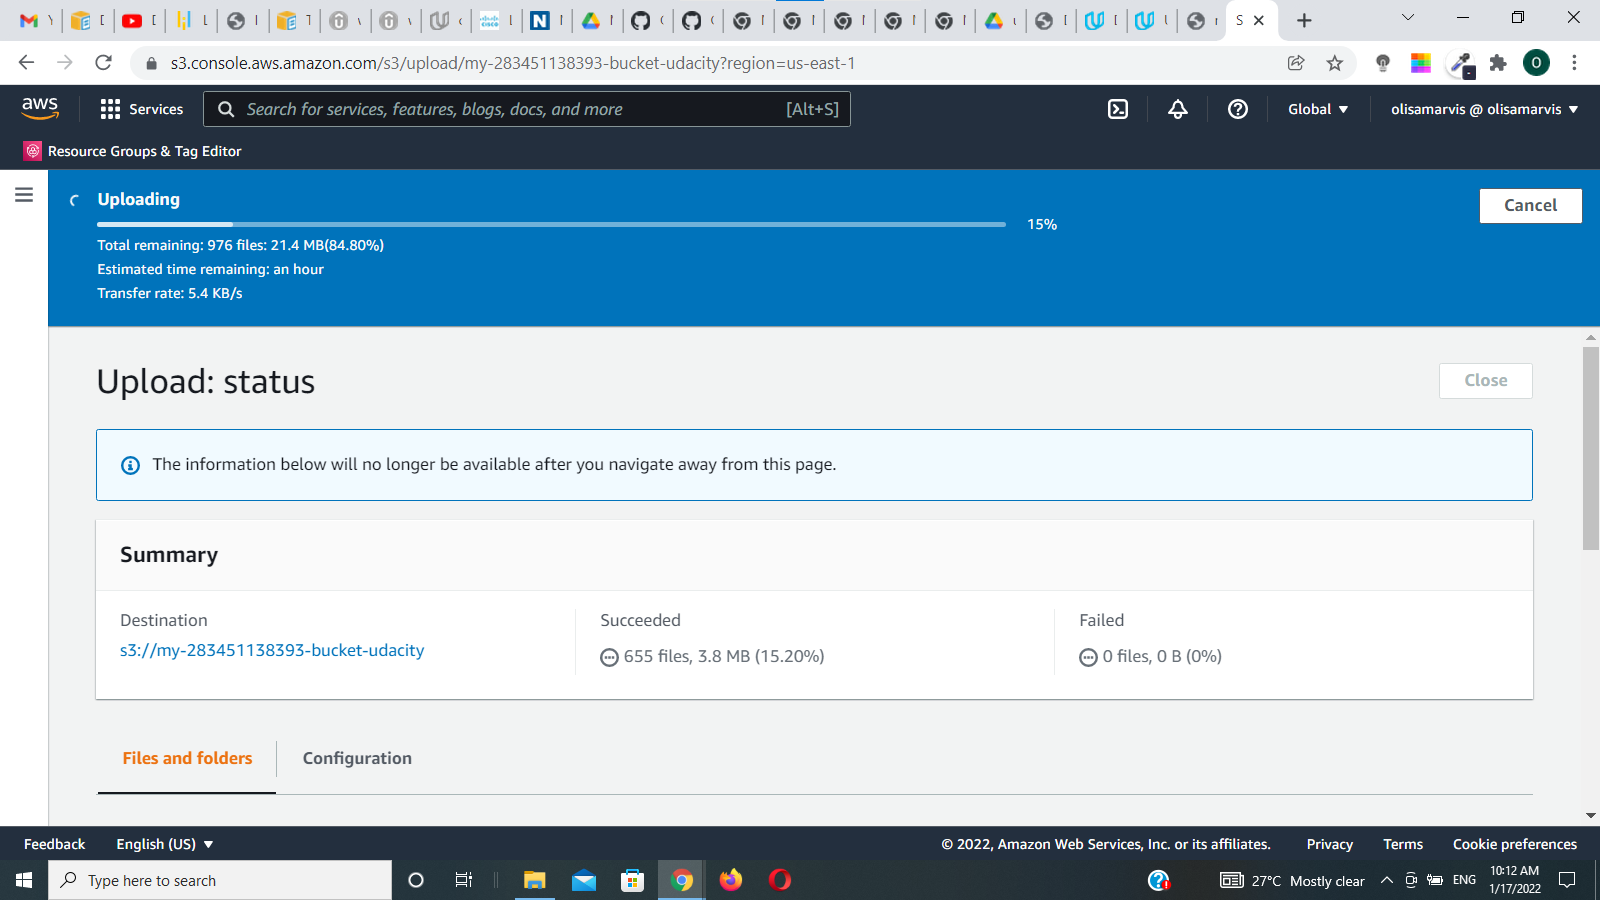 s3.console.aws.amazon.com/s3/upload/my-283451138393-bucket-udacity?region=us-east-1
aws
Services
Search for services, features, blogs, docs, and more
[Alt+S]
Global
olisamarvis @ olisamarvis
Resource Groups & Tag Editor
Uploading
Cancel
15%
Total remaining: 976 files: 21.4 MB(84.80%)
Estimated time remaining: an hour
Transfer rate: 5.4 KB/s
Upload: status
Close
The information below will no longer be available after you navigate away from this page.
Summary
Destination
s3://my-283451138393-bucket-udacity
Succeeded
655 files, 3.8 MB (15.20%)
Failed
0 files, 0 B (0%)
Files and folders
Configuration
Feedback
English (US)
© 2022, Amazon Web Services, Inc. or its affiliates.
Privacy
Terms
Cookie preferences
Type here to search
27°C Mostly clear
ENG
10:12 AM
1/17/2022